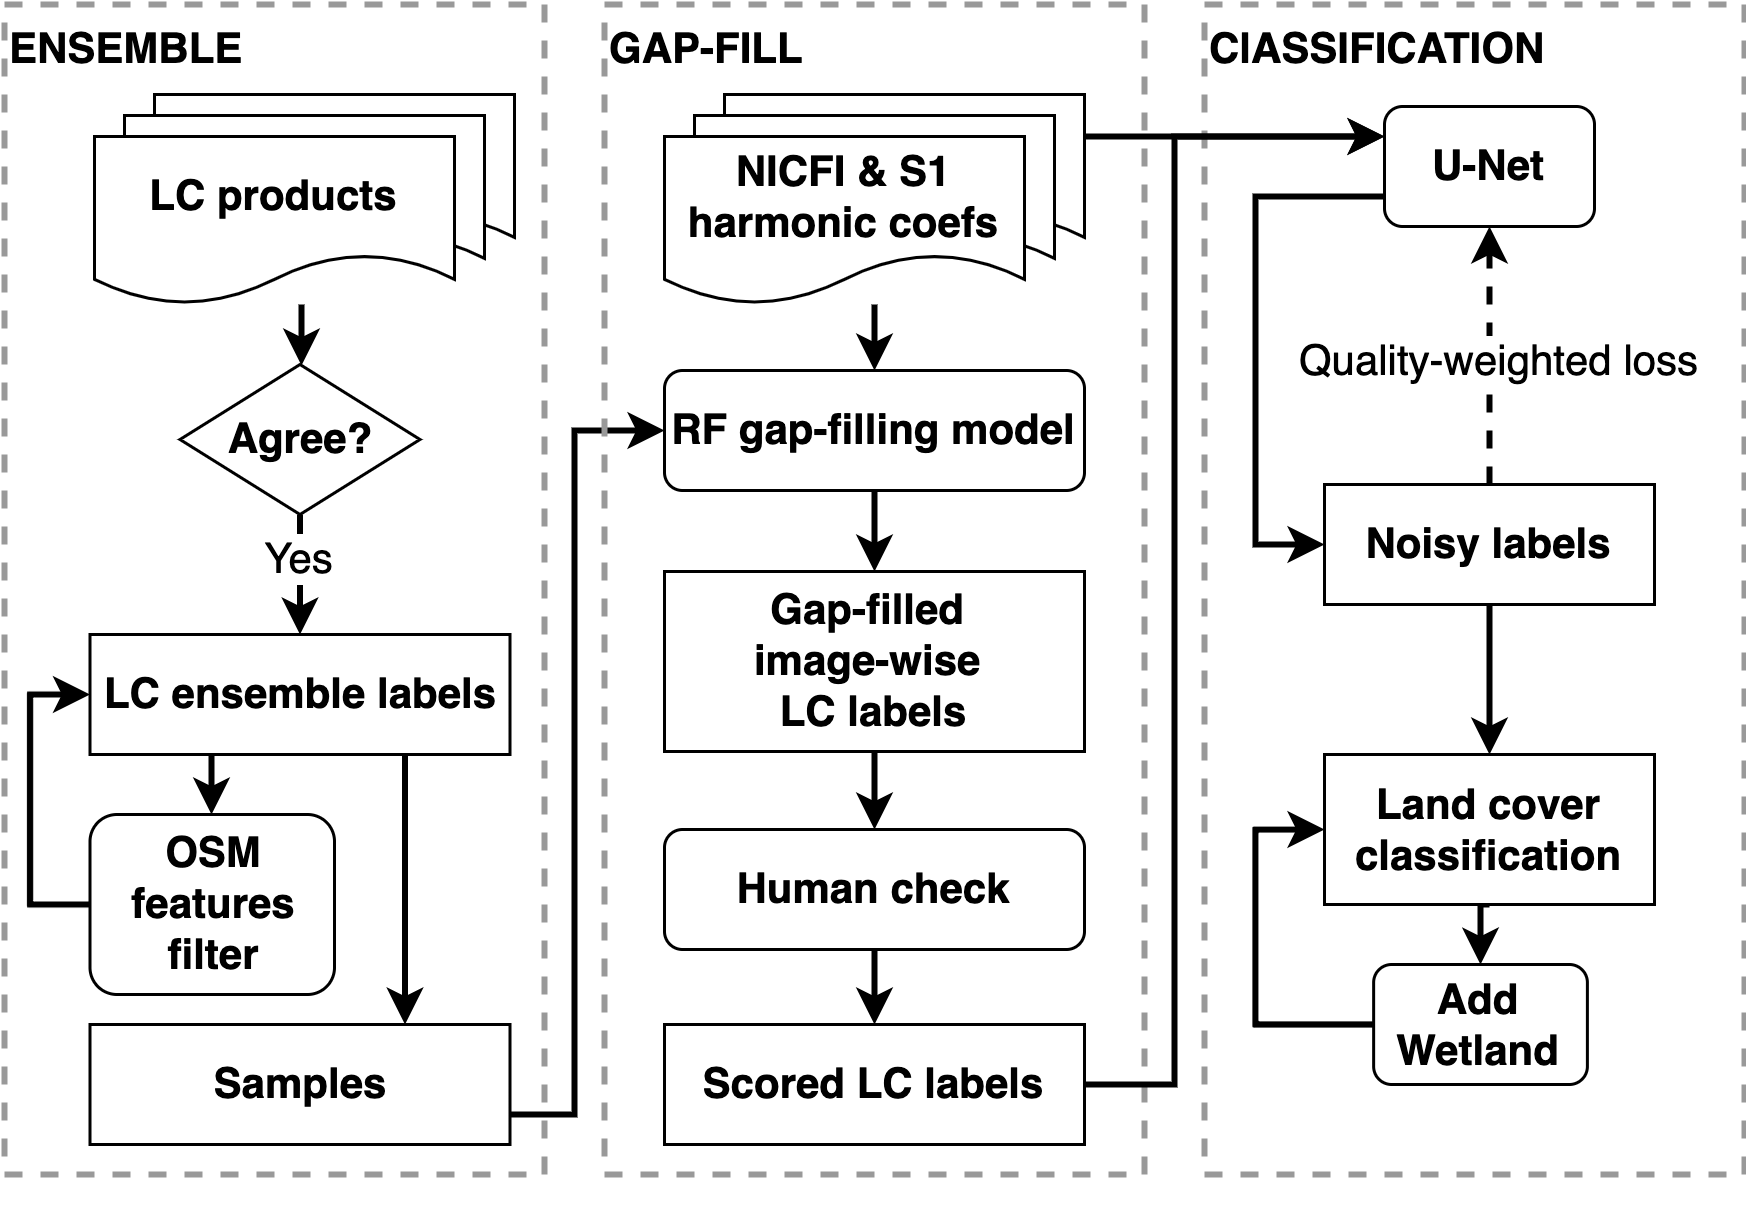 ENSEMBLE
LC products
Agree?
Yes
LC ensemble labels
OSM
features
filter
Samples
GAP-FILL
NICFI & S1
harmonic coefs
RF gap-filling model
Gap-filled
image-wise
LC labels
Human check
Scored LC labels
ClASSIFICATION
U-Net
Quality-weighted loss
Noisy labels
Land cover
classification
Add
Wetland